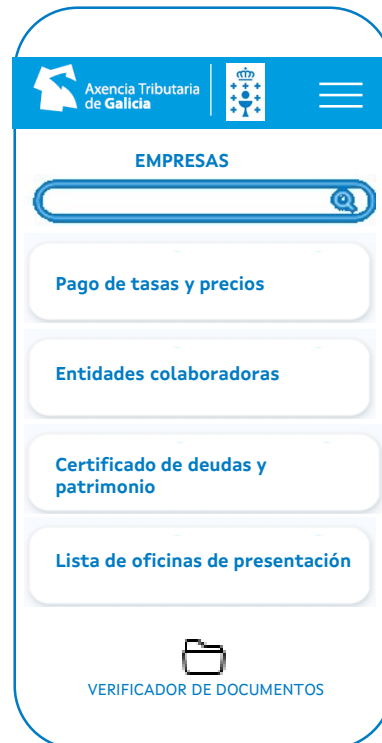 Axencia Tributaria
de Galicia
EMPRESAS
Pago de tasas y precios
Entidades colaboradoras
Certificado de deudas y
patrimonio
Lista de oficinas de presentación
VERIFICADOR DE DOCUMENTOS